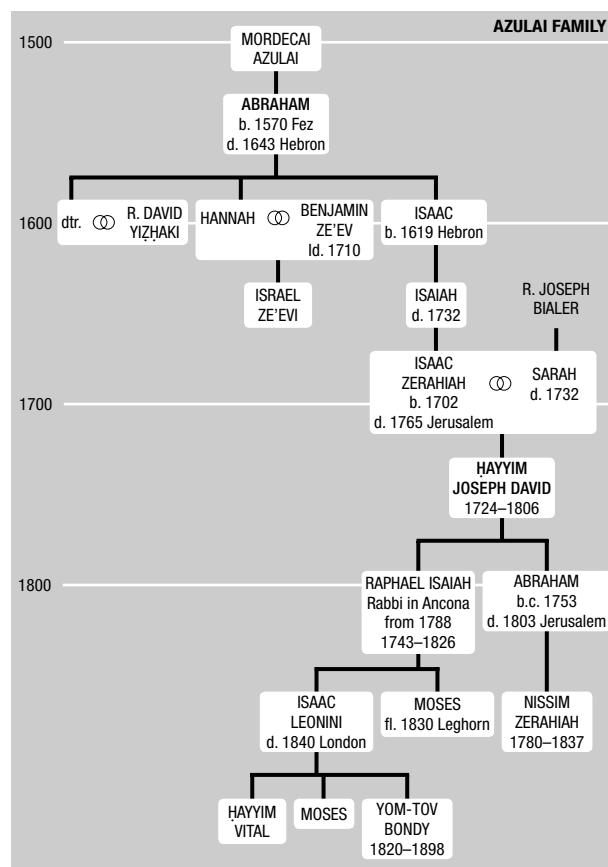 AZULAI FAMILY
1500
MORDECAI
AZULAI
ABRAHAM
b. 1570 Fez
d. 1643 Hebron
1600
dtr.
R. DAVID
YIẒḤAKI
HANNAH
BENJAMIN
ZE'EV
ld. 1710
ISAAC
b. 1619 Hebron
ISRAEL
ZE'EVI
ISAIAH
d. 1732
R. JOSEPH
BIALER
ISAAC
ZERAHIAH
b. 1702
d. 1765 Jerusalem
SARAH
d. 1732
1700
ḤAYYIM
JOSEPH DAVID
1724–1806
1800
RAPHAEL ISAIAH
Rabbi in Ancona
from 1788
1743–1826
ABRAHAM
b.c. 1753
d. 1803 Jerusalem
ISAAC
LEONINI
d. 1840 London
MOSES
fl. 1830 Leghorn
NISSIM
ZERAHIAH
1780–1837
ḤAYYIM
VITAL
MOSES
YOM-TOV
BONDY
1820–1898